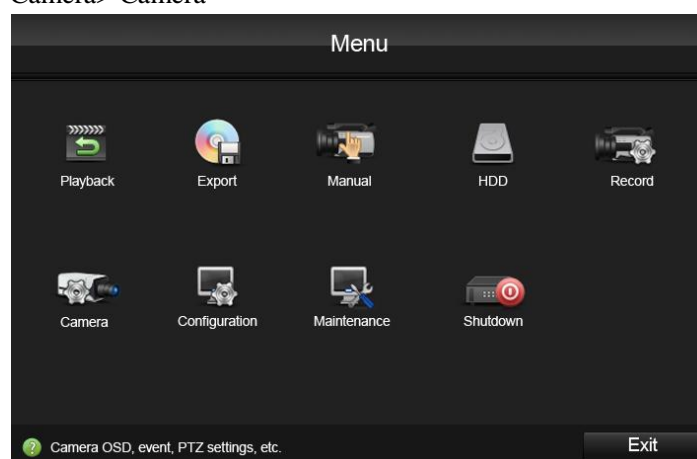 Camera> Camera
Menu
Playback Export Manual HDD Record
Camera Configuration Maintenance Shutdown
Camera OSD, event, PTZ settings, etc. Exit